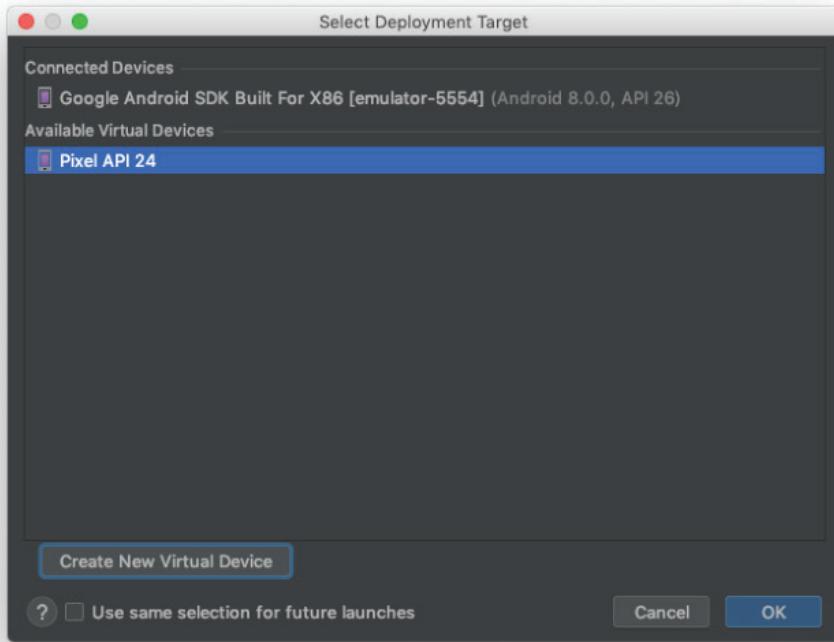 Select Deployment Target
Connected Devices
Google Android SDK Built For X86 [emulator-5554] (Android 8.0.0, API 26)
Available Virtual Devices
Pixel API 24
Create New Virtual Device
? Use same selection for future launches Cancel OK